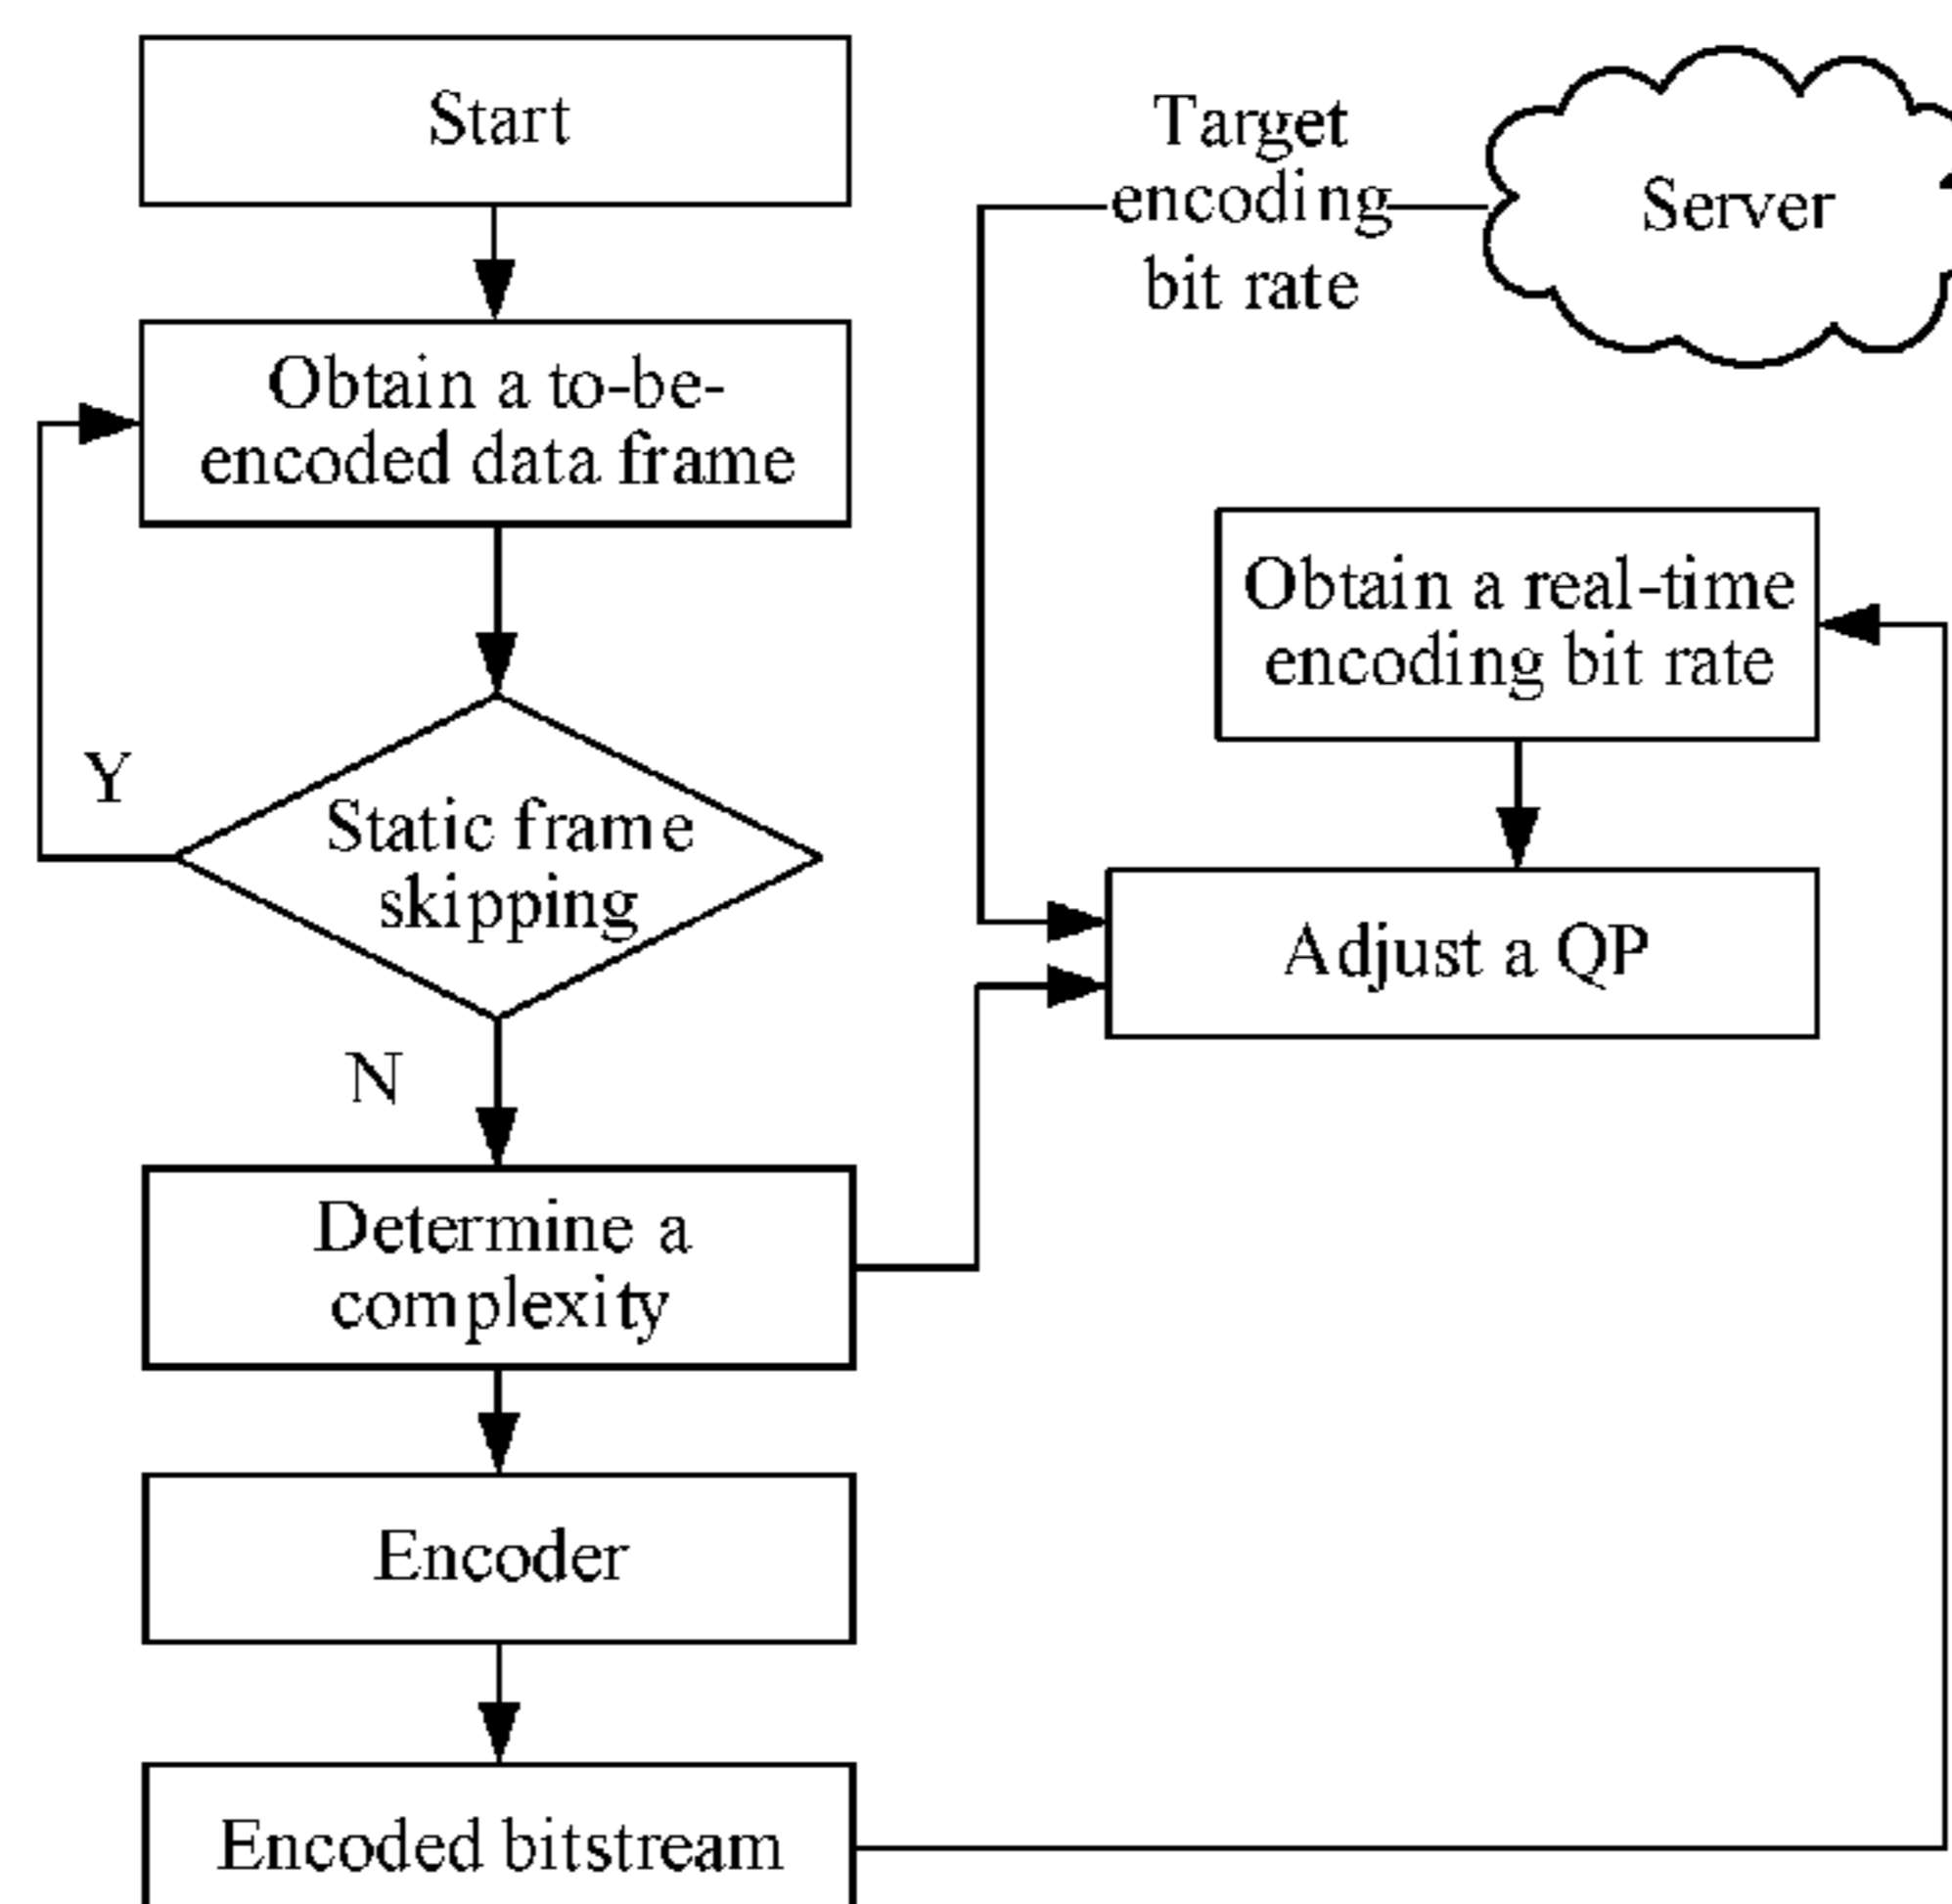 Start
Obtain a to-be-
encoded data frame
Y
Static frame
skipping
N
Determine a
complexity
Encoder
Encoded bitstream
Target
encoding
bit rate
Server
Obtain a real-time
encoding bit rate
Adjust a QP